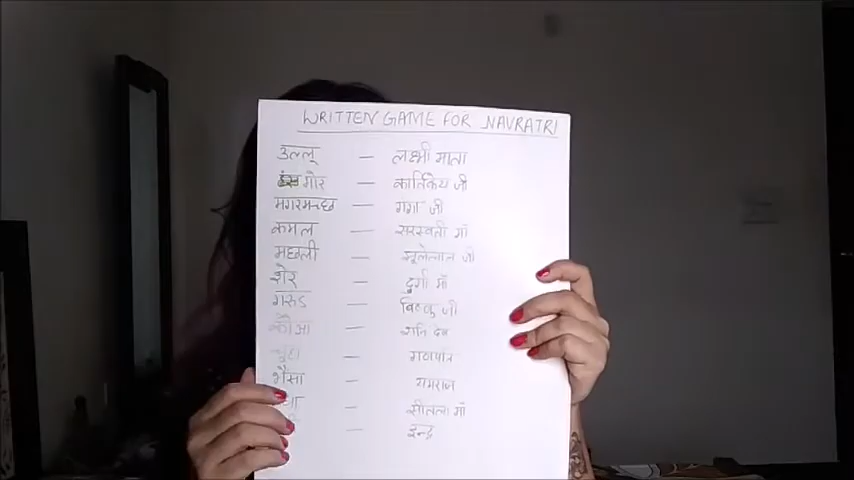 WRITTEN GAME FOR NAVRATRI
उल्लू — लक्ष्मी माता
मोर — कार्तिकेय जी
मगरमच्छ — गंगा जी
कमल — सरस्वती माँ
मछली — झूलेलाल जी
शेर — दुर्गा माँ
गरुड — विष्णु जी
कौआ — शनि देव
चूहा — गणपति
भैंसा — यमराज
— शीतला माँ
— इन्द्र